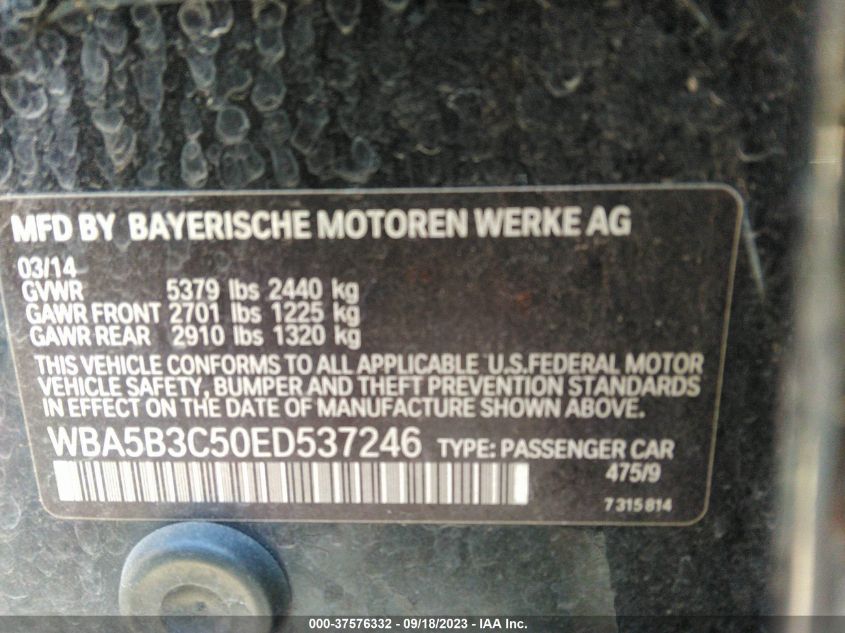 MFD BY BAYERISCHE MOTOREN WERKE AG
03/14
GVWR 5379 lbs 2440 kg
GAWR FRONT 2701 lbs 1225 kg
GAWR REAR 2910 lbs 1320 kg
THIS VEHICLE CONFORMS TO ALL APPLICABLE U.S.FEDERAL MOTOR
VEHICLE SAFETY, BUMPER AND THEFT PREVENTION STANDARDS
IN EFFECT ON THE DATE OF MANUFACTURE SHOWN ABOVE.
WBA5B3C50ED537246 TYPE: PASSENGER CAR
475/9
7315814
000-37576332 - 09/18/2023 - IAA Inc.